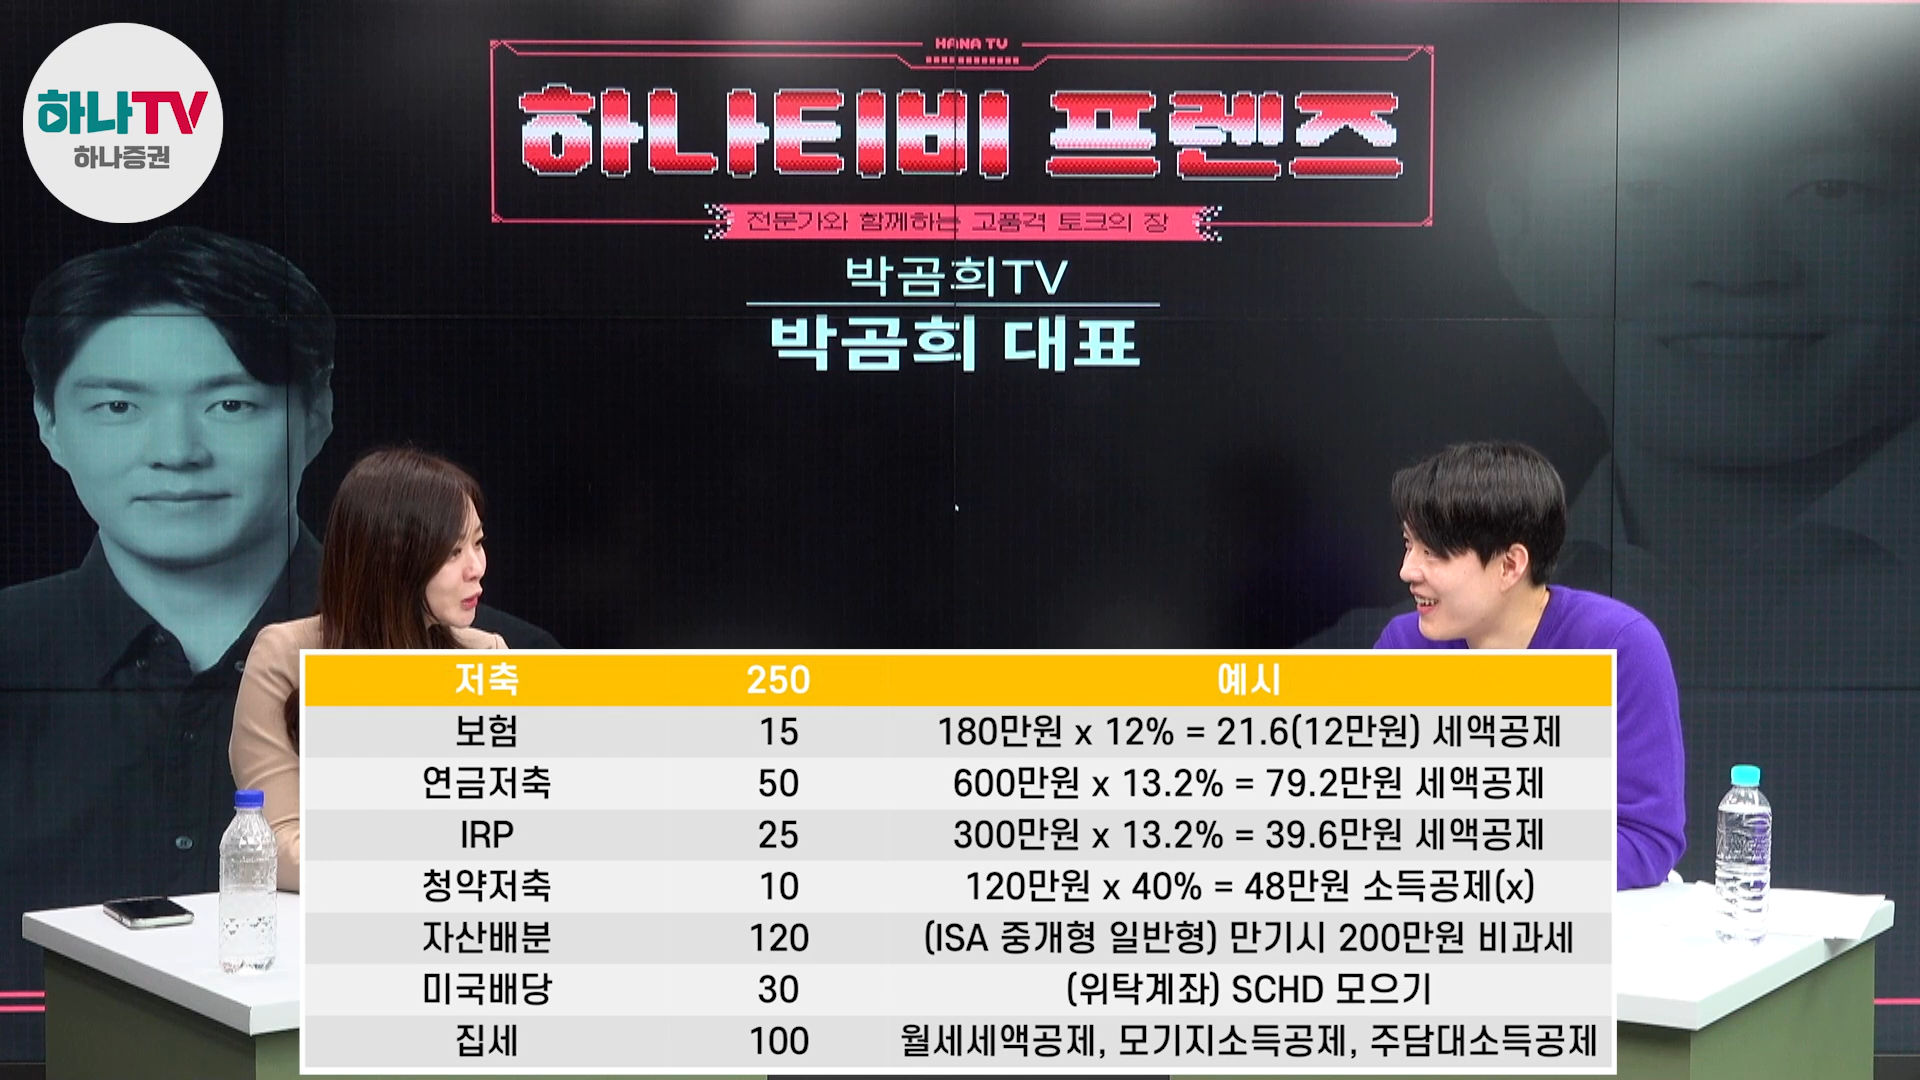 하나TV
하나증권
HANA TV
하나티비 프렌즈
전문가와 함께하는 고품격 토크의 장
박곰희TV
박곰희 대표
저축 250 예시
보험 15 180만원 x 12% = 21.6(12만원) 세액공제
연금저축 50 600만원 x 13.2% = 79.2만원 세액공제
IRP 25 300만원 x 13.2% = 39.6만원 세액공제
청약저축 10 120만원 x 40% = 48만원 소득공제(x)
자산배분 120 (ISA 중개형 일반형) 만기시 200만원 비과세
미국배당 30 (위탁계좌) SCHD 모으기
집세 100 월세세액공제, 모기지소득공제, 주담대소득공제